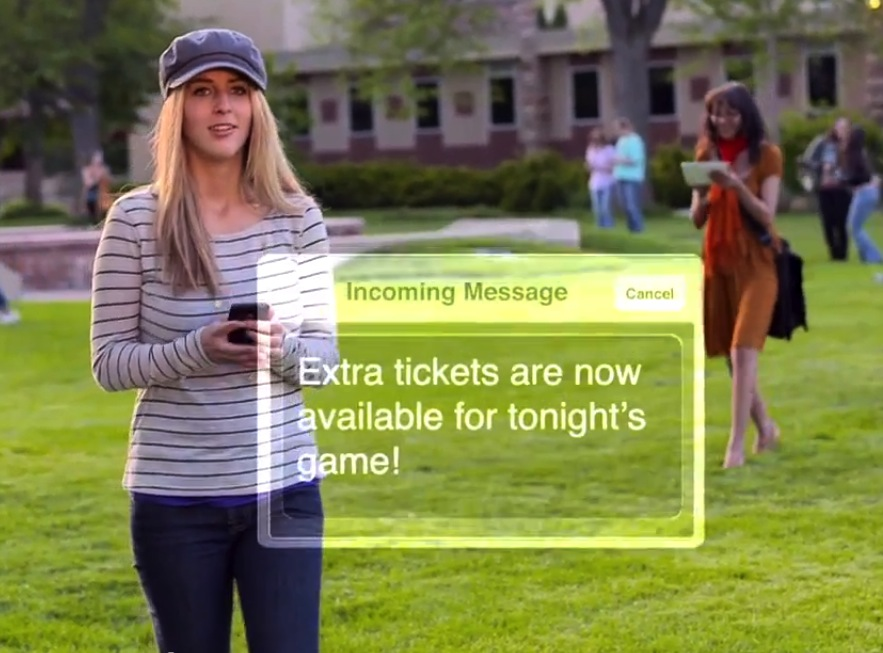 Incoming Message
Cancel
Extra tickets are now
available for tonight's
game!